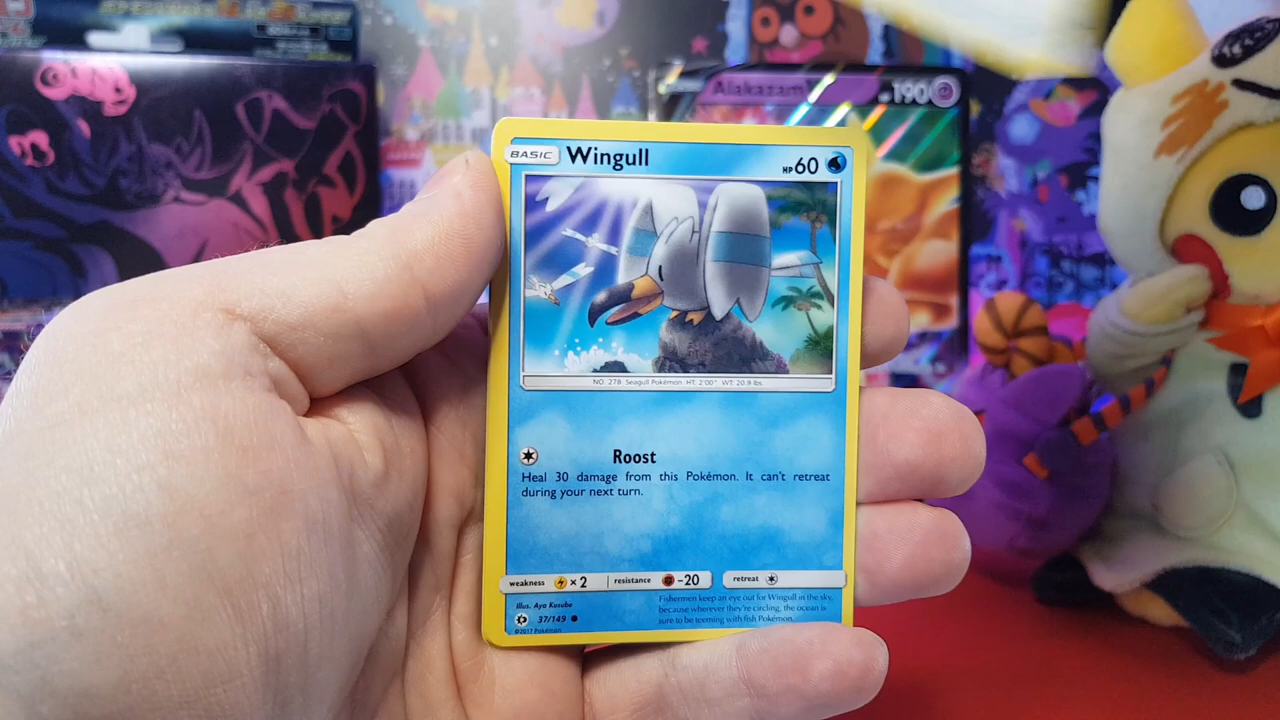 Alakazam 190
BASIC Wingull HP 60
NO. 278 Seagull Pokémon HT: 2'00" WT: 20.9 lbs.
Roost
Heal 30 damage from this Pokémon. It can't retreat
during your next turn.
weakness × 2 resistance -20 retreat
Illus. Aya Kusube
37/149
©2017 Pokémon
Fishermen keep an eye out for Wingull in the sky,
because wherever they're circling, the ocean is
sure to be teeming with fish Pokémon.